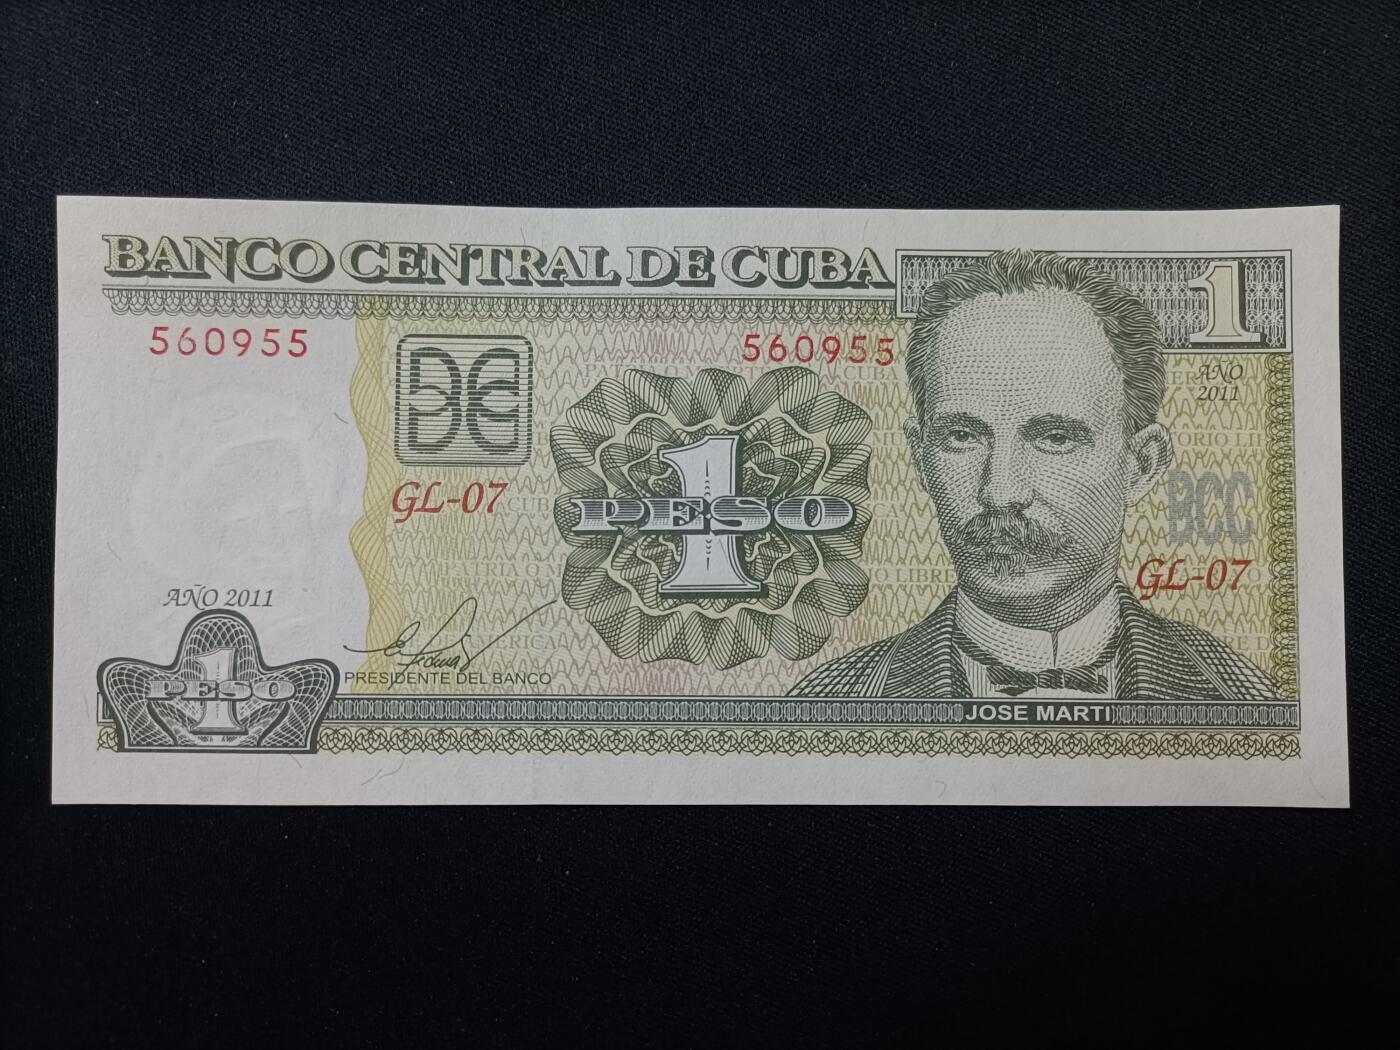 BANCO CENTRAL DE CUBA
1
560955
560955
AÑO
2011
BCC
GL-07
1
PESO
BCC
GL-07
AÑO 2011
1
PESO
PRESIDENTE DEL BANCO
JOSE MARTI